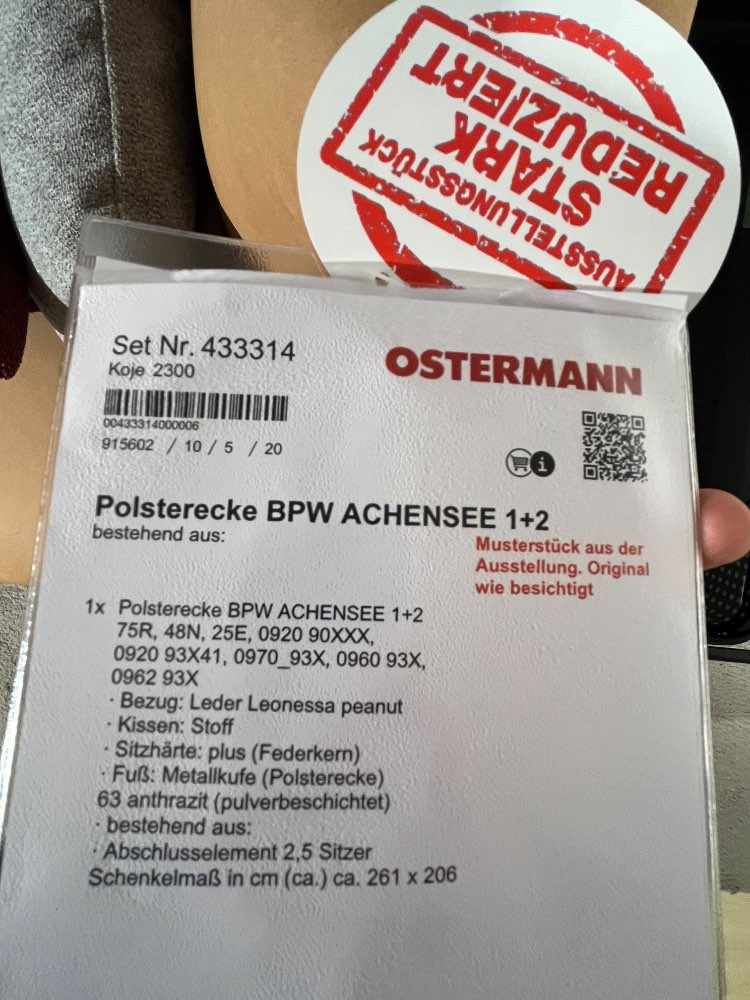 AUSSTELLUNGSSTÜCK
STARK
REDUZIERT
Set Nr. 433314
Koje 2300
OSTERMANN
00433314000006
915602 / 10 / 5 / 20
Polsterecke BPW ACHENSEE 1+2
bestehend aus:
Musterstück aus der
Ausstellung. Original
wie besichtigt
1x Polsterecke BPW ACHENSEE 1+2
75R, 48N, 25E, 0920 90XXX,
0920 93X41, 0970_93X, 0960 93X,
0962 93X
· Bezug: Leder Leonessa peanut
· Kissen: Stoff
· Sitzhärte: plus (Federkern)
· Fuß: Metallkufe (Polsterecke)
63 anthrazit (pulverbeschichtet)
· bestehend aus:
· Abschlusselement 2,5 Sitzer
Schenkelmaß in cm (ca.) ca. 261 x 206